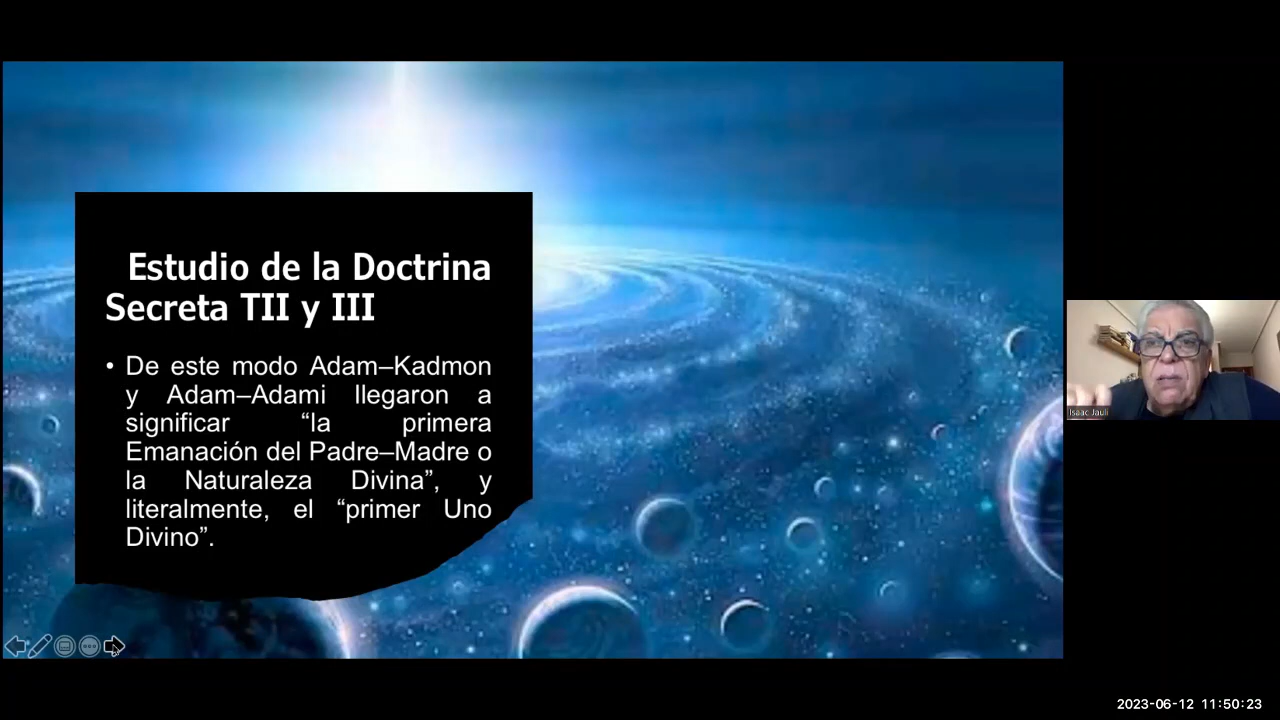 Estudio de la Doctrina
Secreta TII y III
• De este modo Adam–Kadmon
y Adam–Adami llegaron a
significar “la primera
Emanación del Padre–Madre o
la Naturaleza Divina”, y
literalmente, el “primer Uno
Divino”.
Isaac Jauli
2023-06-12 11:50:23